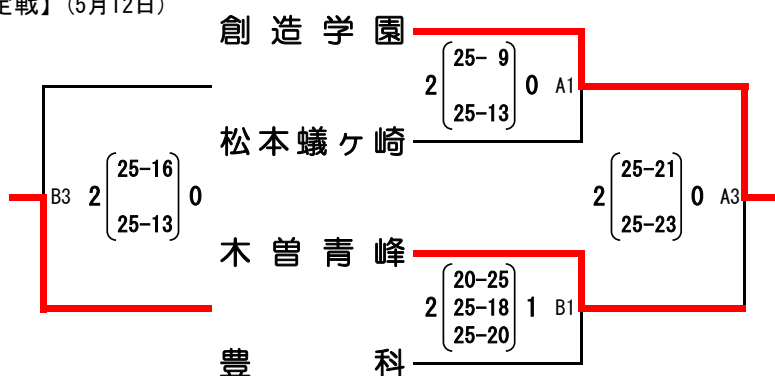 定戦】(5月12日)
創造学園
2 25- 9 0 A1
25-13
松本蟻ヶ崎
B3 2 25-16 0
25-13
2 25-21 0 A3
25-23
木曽青峰
2 20-25 1 B1
25-18
25-20
豊科